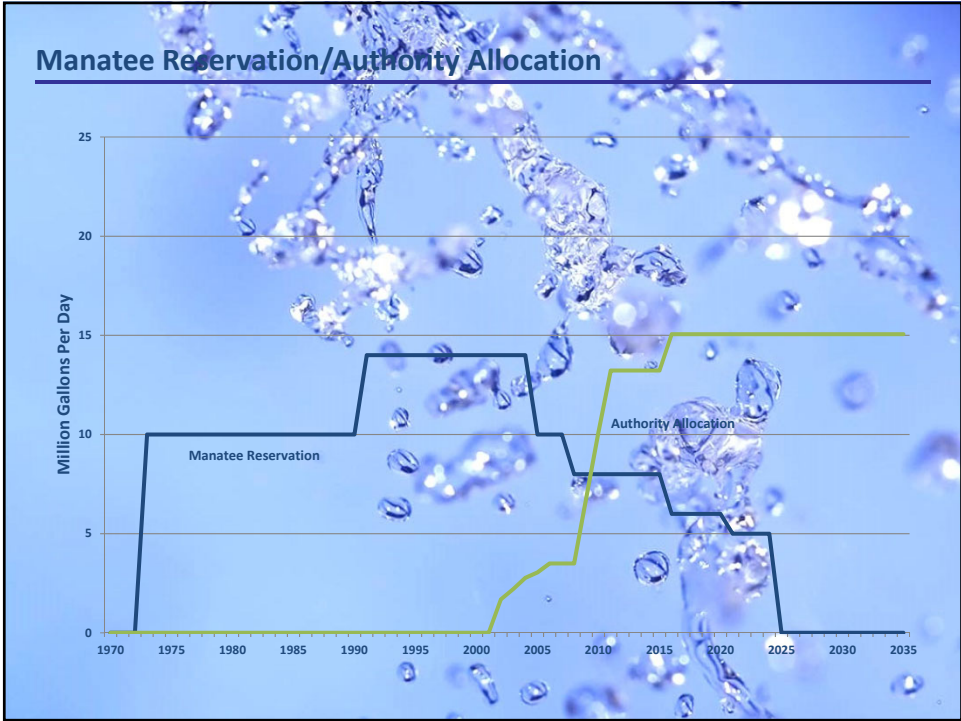 Manatee Reservation/Authority Allocation
25
20
15
10
5
0
Million Gallons Per Day
Authority Allocation
Manatee Reservation
1970 1975 1980 1985 1990 1995 2000 2005 2010 2015 2020 2025 2030 2035